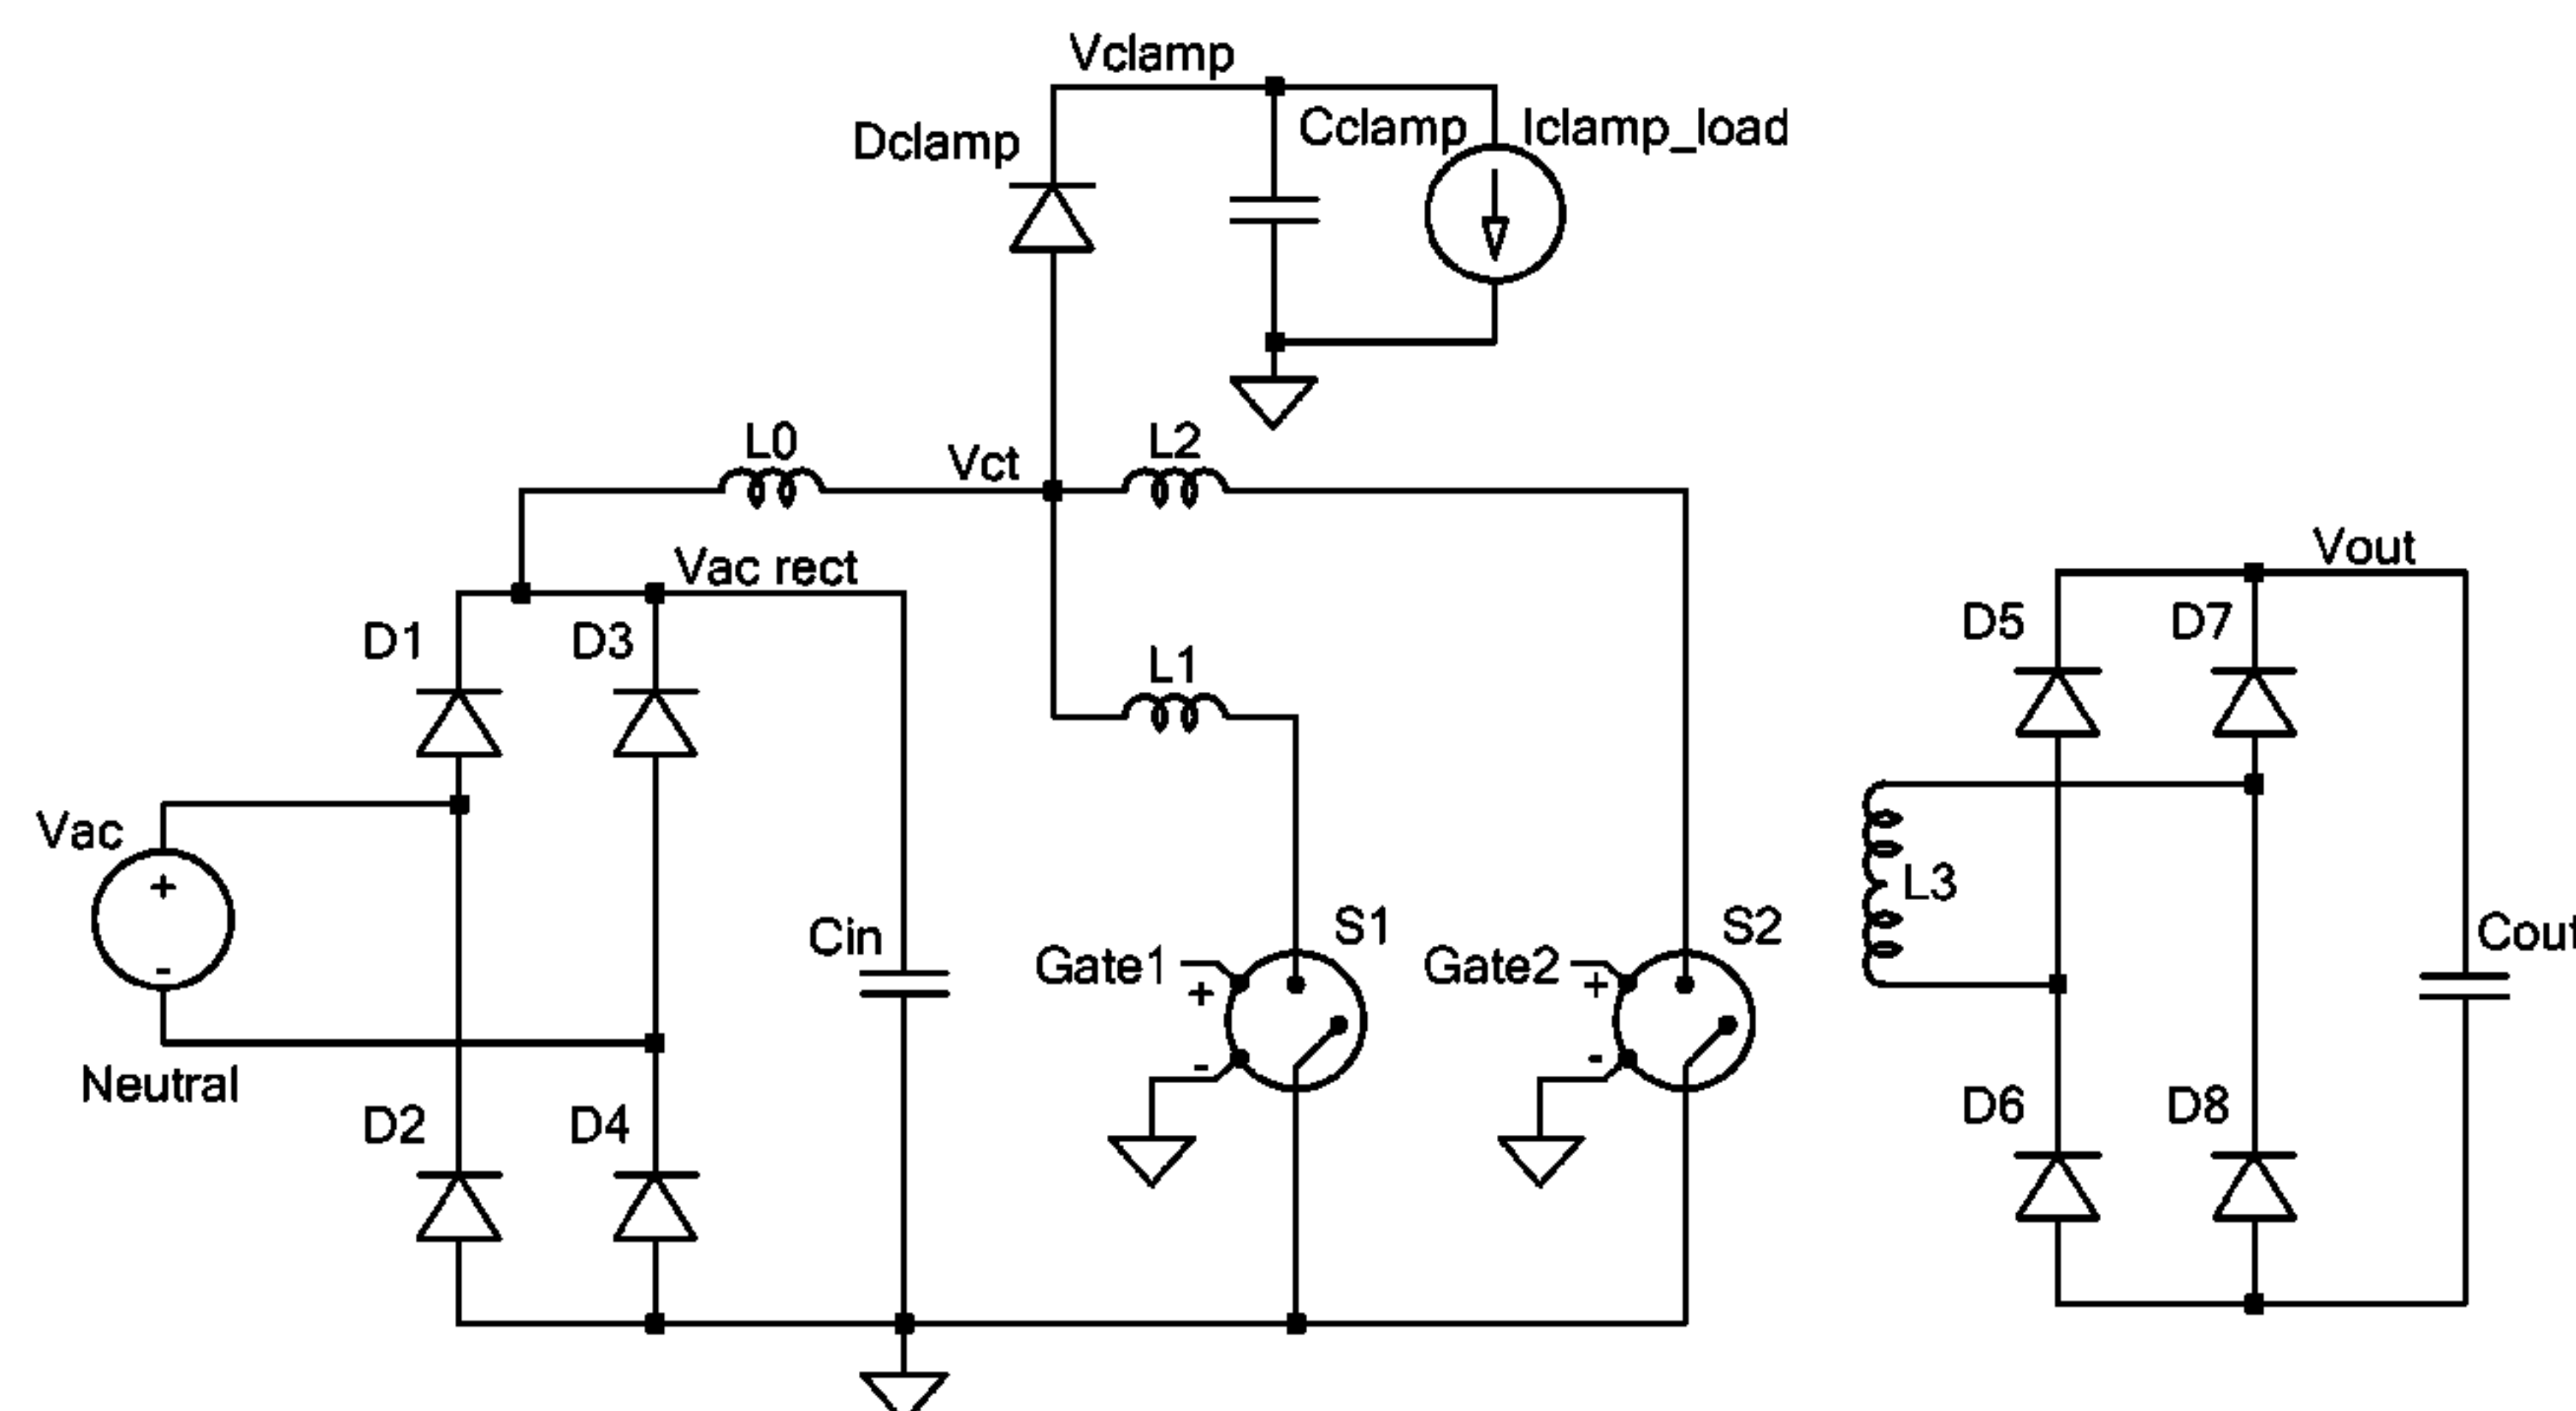 Vclamp
Dclamp
Cclamp
Iclamp_load
L0
Vct
L2
Vac rect
Vout
D1
D3
L1
D5
D7
Vac
+
-
L3
Cin
S1
S2
Gate1
+
-
Gate2
+
-
Cout
Neutral
D2
D4
D6
D8